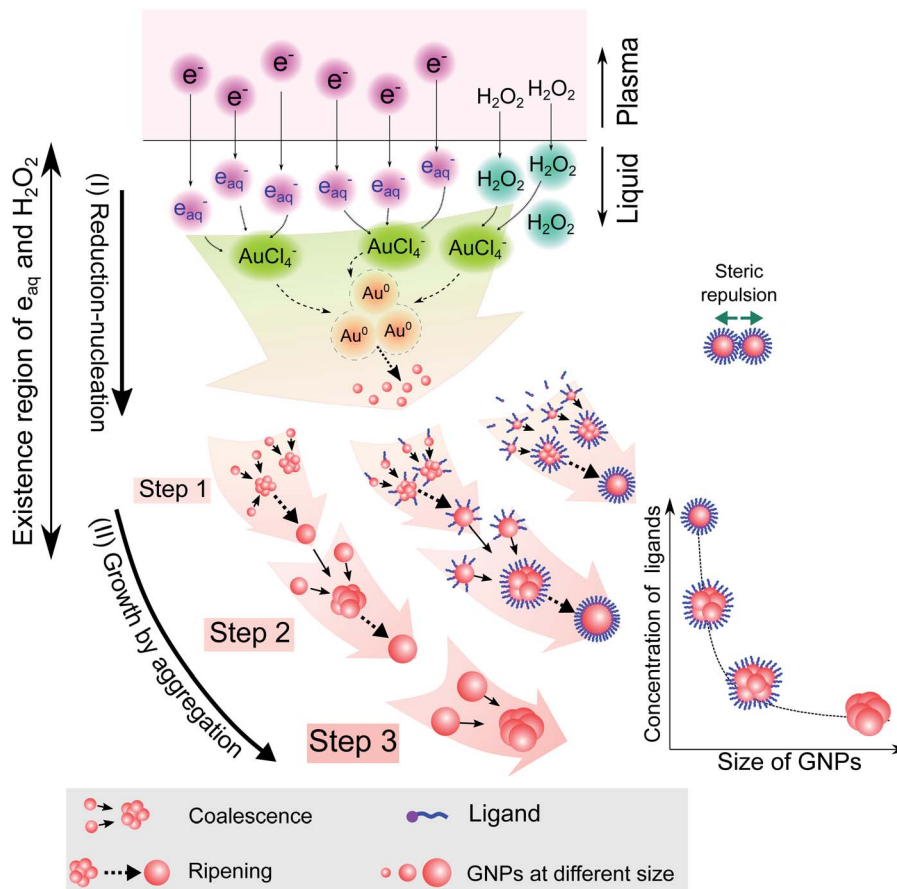 e-
e-
e-
e-
e-
e-
H2O2
H2O2
Plasma
Liquid
eaq-
eaq-
eaq-
eaq-
eaq-
eaq-
H2O2
H2O2
H2O2
AuCl4-
AuCl4-
AuCl4-
Au0
Au0
Au0
Existence region of eaq and H2O2
(I) Reduction-nucleation
Steric
repulsion
Step 1
(II) Growth by aggregation
Step 2
Step 3
Concentration of ligands
Size of GNPs
Coalescence
Ligand
Ripening
GNPs at different size